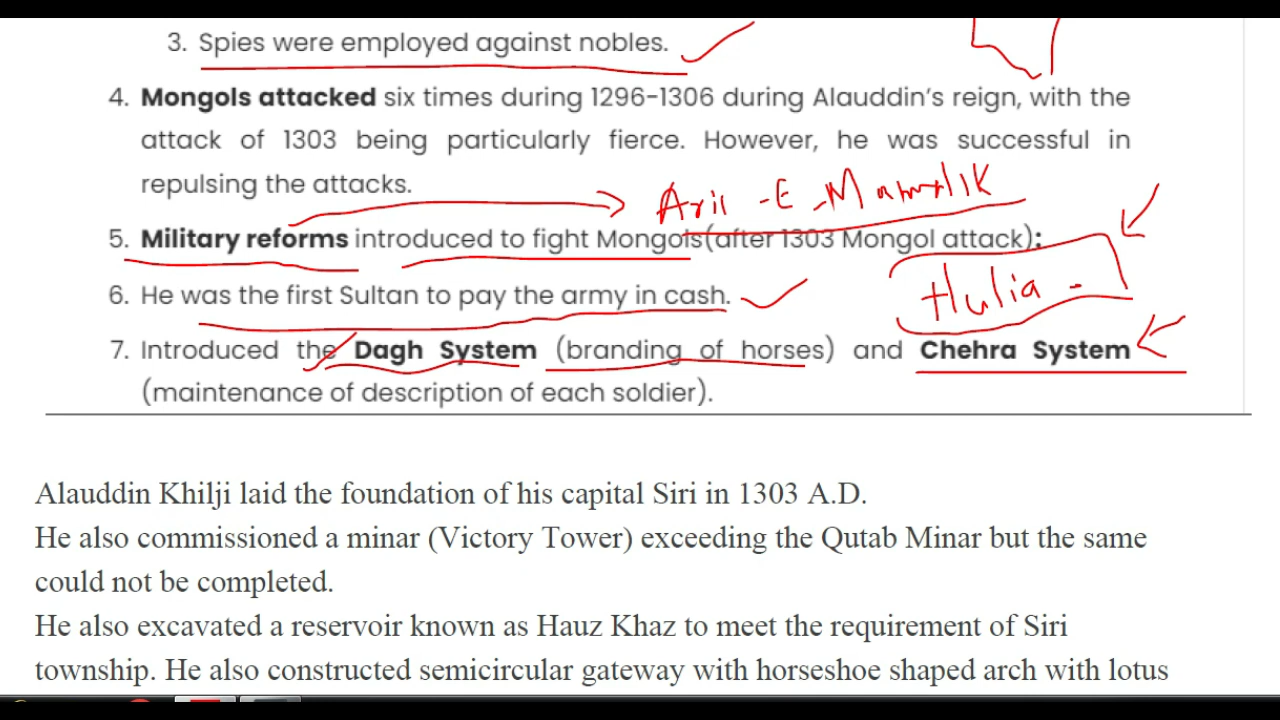 3. Spies were employed against nobles.
4. Mongols attacked six times during 1296-1306 during Alauddin's reign, with the
attack of 1303 being particularly fierce. However, he was successful in
repulsing the attacks.
Ariz -E -Mamalik
5. Military reforms introduced to fight Mongols(after 1303 Mongol attack):
Hulia
6. He was the first Sultan to pay the army in cash.
7. Introduced the Dagh System (branding of horses) and Chehra System
(maintenance of description of each soldier).
Alauddin Khilji laid the foundation of his capital Siri in 1303 A.D.
He also commissioned a minar (Victory Tower) exceeding the Qutab Minar but the same
could not be completed.
He also excavated a reservoir known as Hauz Khaz to meet the requirement of Siri
township. He also constructed semicircular gateway with horseshoe shaped arch with lotus